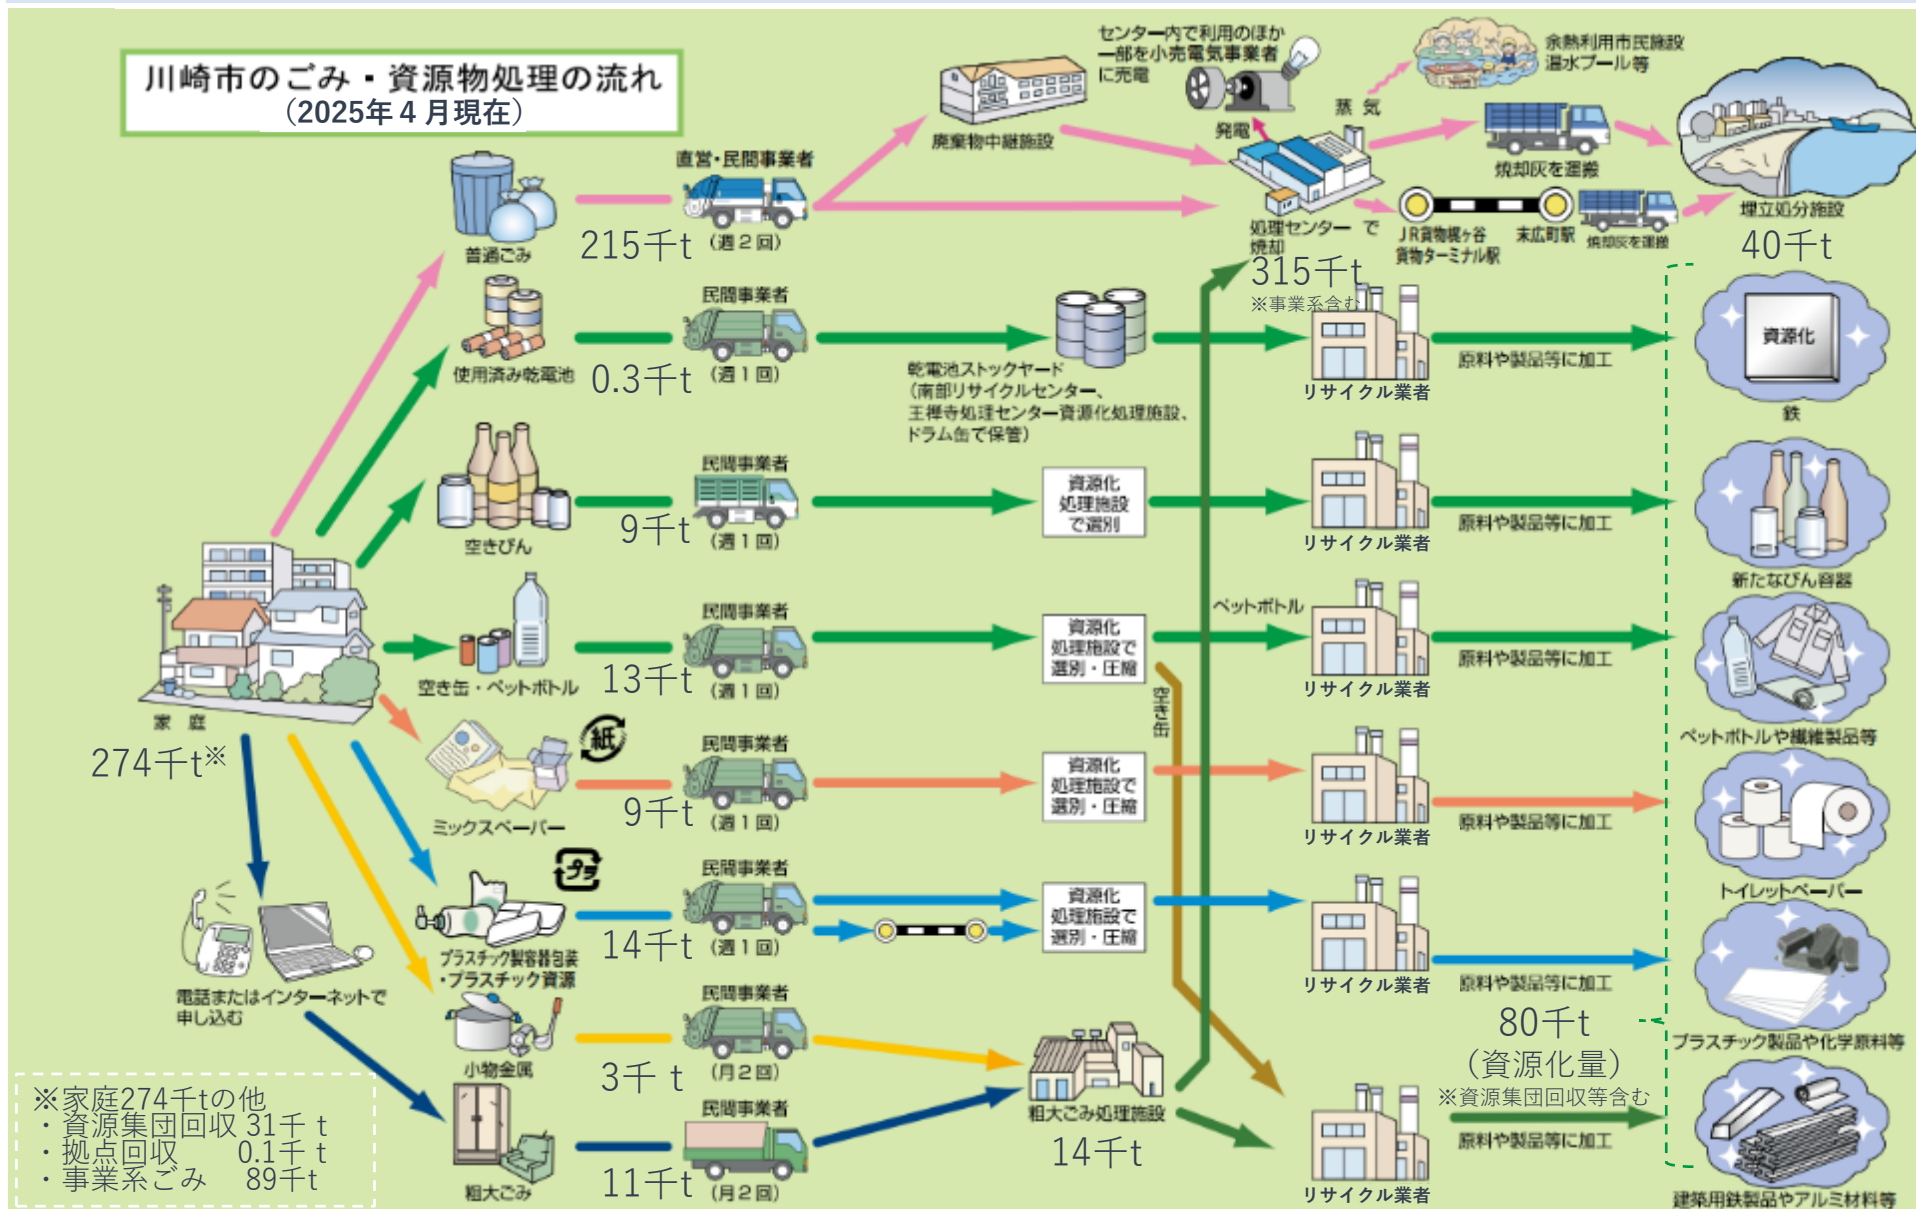 川崎市のごみ・資源物処理の流れ
（2025年４月現在）
センター内で利用のほか
一部を小売電気事業者
に売電
余熱利用市民施設
温水プール等
蒸 気
発電
廃棄物中継施設
焼却灰を運搬
処理センター で
焼却
315千t
※事業系含む
JR貨物梶ヶ谷
貨物ターミナル駅
末広町駅
焼却灰を運搬
埋立処分施設
40千t
普通ごみ
215千t
直営・民間事業者
（週２回）
使用済み乾電池
0.3千t
民間事業者
（週１回）
乾電池ストックヤード
（南部リサイクルセンター、
王禅寺処理センター資源化処理施設、
ドラム缶で保管）
リサイクル業者
原料や製品等に加工
資源化
鉄
空きびん
9千t
民間事業者
（週１回）
資源化
処理施設
で選別
リサイクル業者
原料や製品等に加工
新たなびん容器
家 庭
274千t※
空き缶・ペットボトル
13千t
民間事業者
（週１回）
資源化
処理施設で
選別・圧縮
ペットボトル
空き缶
リサイクル業者
原料や製品等に加工
ペットボトルや繊維製品等
ミックスペーパー
紙
9千t
民間事業者
（週１回）
資源化
処理施設で
選別・圧縮
リサイクル業者
原料や製品等に加工
トイレットペーパー
プラ
プラスチック製容器包装
・プラスチック資源
14千t
民間事業者
（週１回）
資源化
処理施設で
選別・圧縮
リサイクル業者
原料や製品等に加工
プラスチック製品や化学原料等
80千t
（資源化量）
※資源集団回収等含む
電話またはインターネットで
申し込む
小物金属
3千 t
民間事業者
（月２回）
粗大ごみ
11千t
民間事業者
（月２回）
粗大ごみ処理施設
14千t
リサイクル業者
原料や製品等に加工
建築用鉄製品やアルミ材料等
※家庭274千tの他
・資源集団回収 31千 t
・拠点回収 0.1千 t
・事業系ごみ 89千t